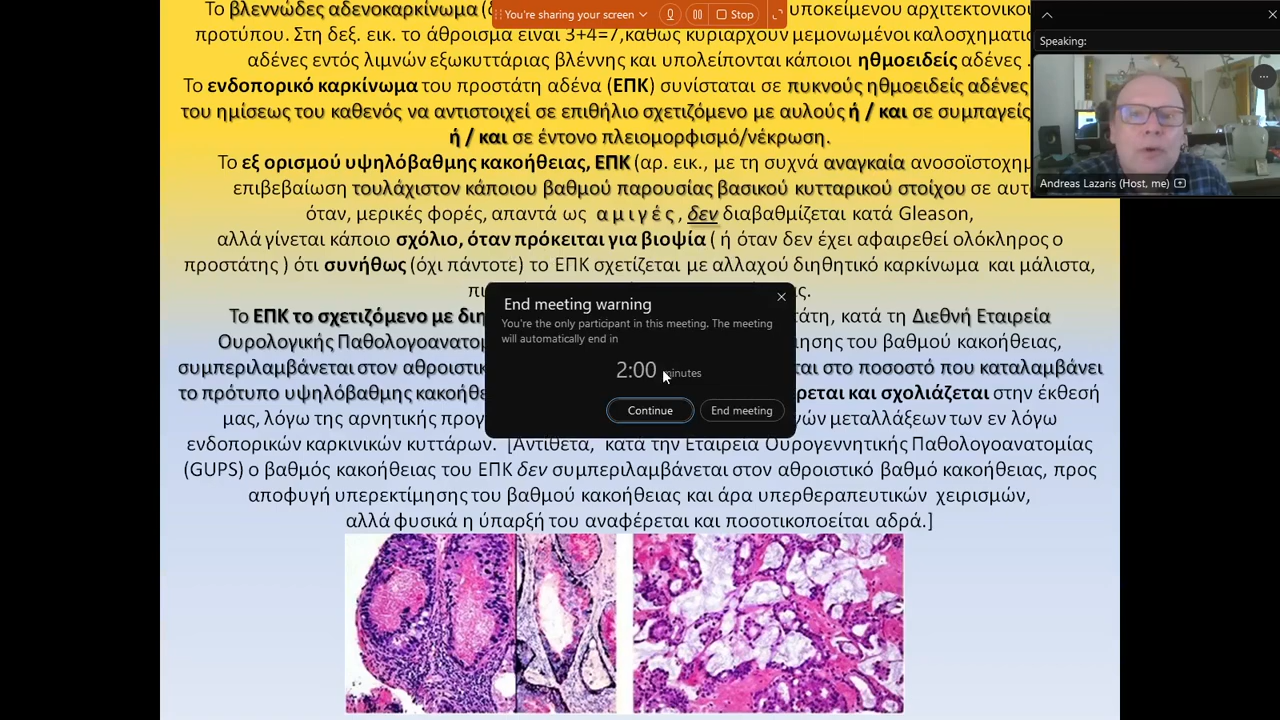 You're sharing your screen
Stop
Speaking:
Andreas Lazaris (Host, me)
Το βλεννώδες αδενοκαρκίνωμα υποκείμενου αρχιτεκτονικού
προτύπου. Στη δεξ. εικ. το άθροισμα είναι 3+4=7,καθώς κυριαρχούν μεμονωμένοι καλοσχηματισ
αδένες εντός λιμνών εξωκυττάριας βλέννης και υπολείπονται κάποιοι ηθμοειδείς αδένες .
Το ενδοπορικό καρκίνωμα του προστάτη αδένα (ΕΠΚ) συνίσταται σε πυκνούς ηθμοειδείς αδένες
του ημίσεως του καθενός να αντιστοιχεί σε επιθήλιο σχετιζόμενο με αυλούς ή / και σε συμπαγείς
ή / και σε έντονο πλειομορφισμό/νέκρωση.
Το εξ ορισμού υψηλόβαθμης κακοήθειας, ΕΠΚ (αρ. εικ., με τη συχνά αναγκαία ανοσοϊστοχημ
επιβεβαίωση τουλάχιστον κάποιου βαθμού παρουσίας βασικού κυτταρικού στοίχου σε αυτ
όταν, μερικές φορές, απαντά ως α μ ι γ έ ς , δεν διαβαθμίζεται κατά Gleason,
αλλά γίνεται κάποιο σχόλιο, όταν πρόκειται για βιοψία ( ή όταν δεν έχει αφαιρεθεί ολόκληρος ο
προστάτης ) ότι συνήθως (όχι πάντοτε) το ΕΠΚ σχετίζεται με αλλαχού διηθητικό καρκίνωμα και μάλιστα,
Το ΕΠΚ το σχετιζόμενο με διη τάτη, κατά τη Διεθνή Εταιρεία
Ουρολογικής Παθολογοανατομ ησης του βαθμού κακοήθειας,
συμπεριλαμβάνεται στον αθροιστικ ται στο ποσοστό που καταλαμβάνει
το πρότυπο υψηλόβαθμης κακοήθε ρεται και σχολιάζεται στην έκθεσή
μας, λόγω της αρνητικής προγ νών μεταλλάξεων των εν λόγω
ενδοπορικών καρκινικών κυττάρων. [Αντίθετα, κατά την Εταιρεία Ουρογεννητικής Παθολογοανατομίας
(GUPS) ο βαθμός κακοήθειας του ΕΠΚ δεν συμπεριλαμβάνεται στον αθροιστικό βαθμό κακοήθειας, προς
αποφυγή υπερεκτίμησης του βαθμού κακοήθειας και άρα υπερθεραπευτικών χειρισμών,
αλλά φυσικά η ύπαρξή του αναφέρεται και ποσοτικοποείται αδρά.]
End meeting warning
You're the only participant in this meeting. The meeting
will automatically end in
2:00 minutes
Continue
End meeting